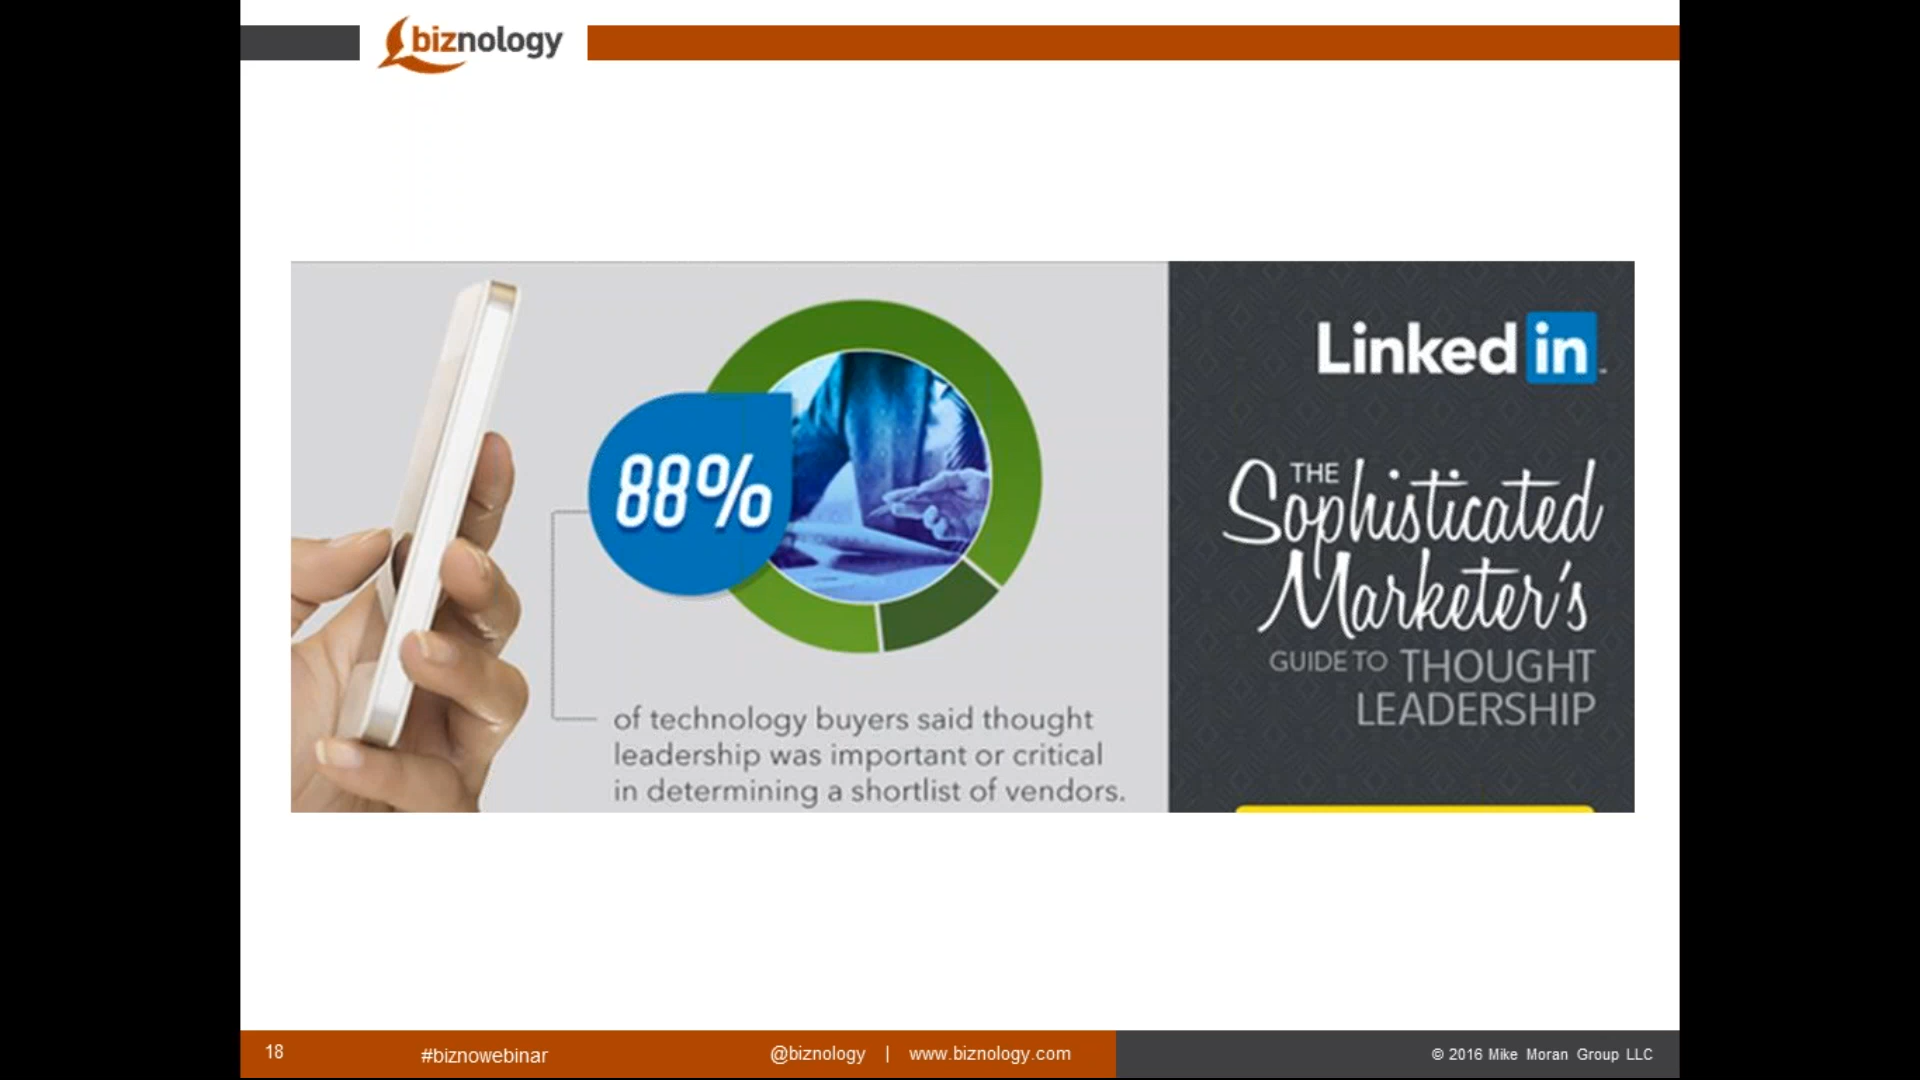 biznology
88%
of technology buyers said thought
leadership was important or critical
in determining a shortlist of vendors.
Linked in
THE
Sophisticated
Marketer's
GUIDE TO THOUGHT
LEADERSHIP
18 #biznowebinar @biznology | www.biznology.com © 2016 Mike Moran Group LLC